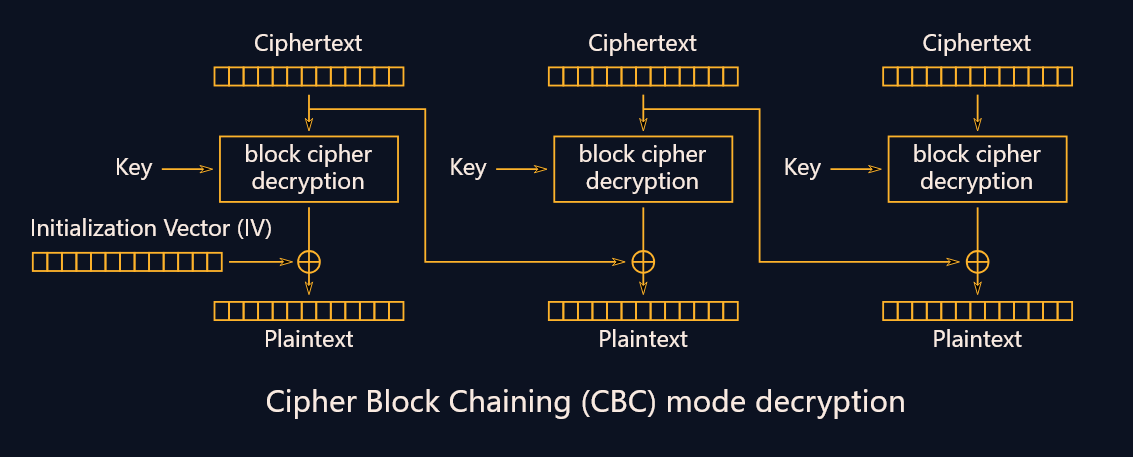 Ciphertext
Ciphertext
Ciphertext
Key
block cipher
decryption
Key
block cipher
decryption
Key
block cipher
decryption
Initialization Vector (IV)
Plaintext
Plaintext
Plaintext
Cipher Block Chaining (CBC) mode decryption